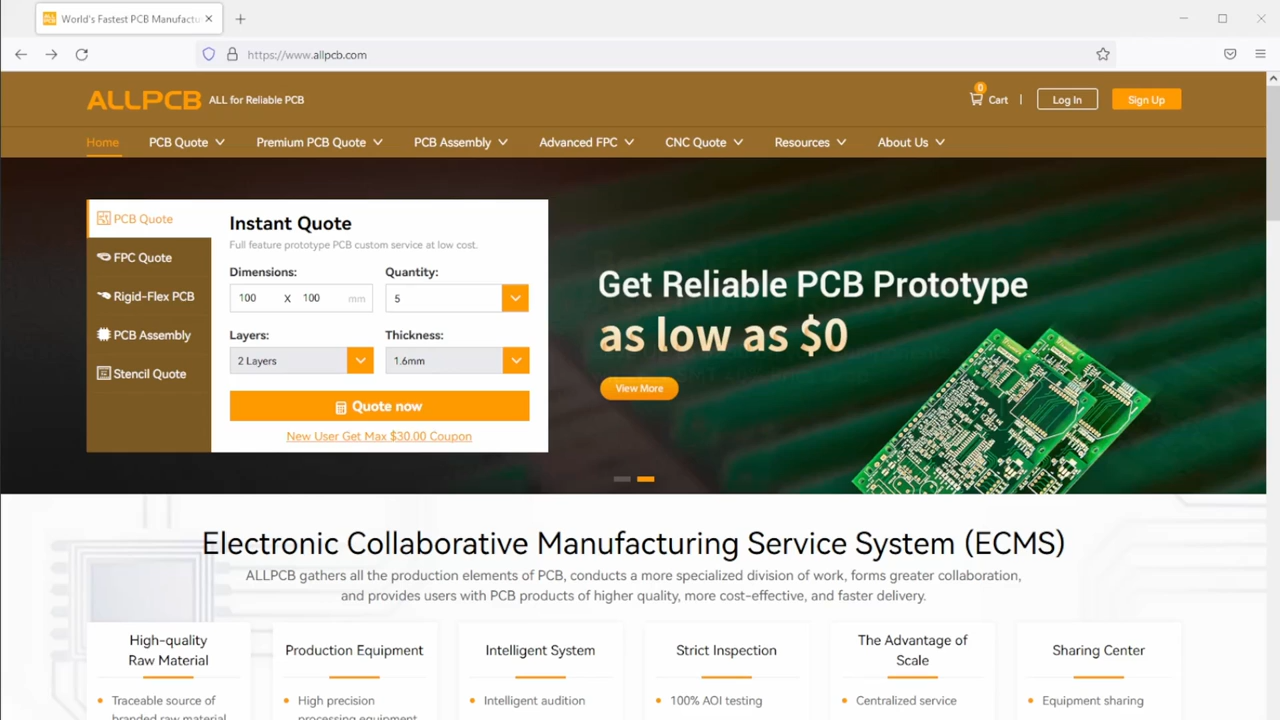 World's Fastest PCB Manufactu
https://www.allpcb.com
ALLPCB ALL for Reliable PCB
0
Cart
Log In
Sign Up
Home
PCB Quote
Premium PCB Quote
PCB Assembly
Advanced FPC
CNC Quote
Resources
About Us
PCB Quote
FPC Quote
Rigid-Flex PCB
PCB Assembly
Stencil Quote
Instant Quote
Full feature prototype PCB custom service at low cost.
Dimensions:
100 X 100 mm
Quantity:
5
Layers:
2 Layers
Thickness:
1.6mm
Quote now
New User Get Max $30.00 Coupon
Get Reliable PCB Prototype
as low as $0
View More
Electronic Collaborative Manufacturing Service System (ECMS)
ALLPCB gathers all the production elements of PCB, conducts a more specialized division of work, forms greater collaboration,
and provides users with PCB products of higher quality, more cost-effective, and faster delivery.
High-quality
Raw Material
Traceable source of
branded raw material
Production Equipment
High precision
processing equipment
Intelligent System
Intelligent audition
Strict Inspection
100% AOI testing
The Advantage of
Scale
Centralized service
Sharing Center
Equipment sharing